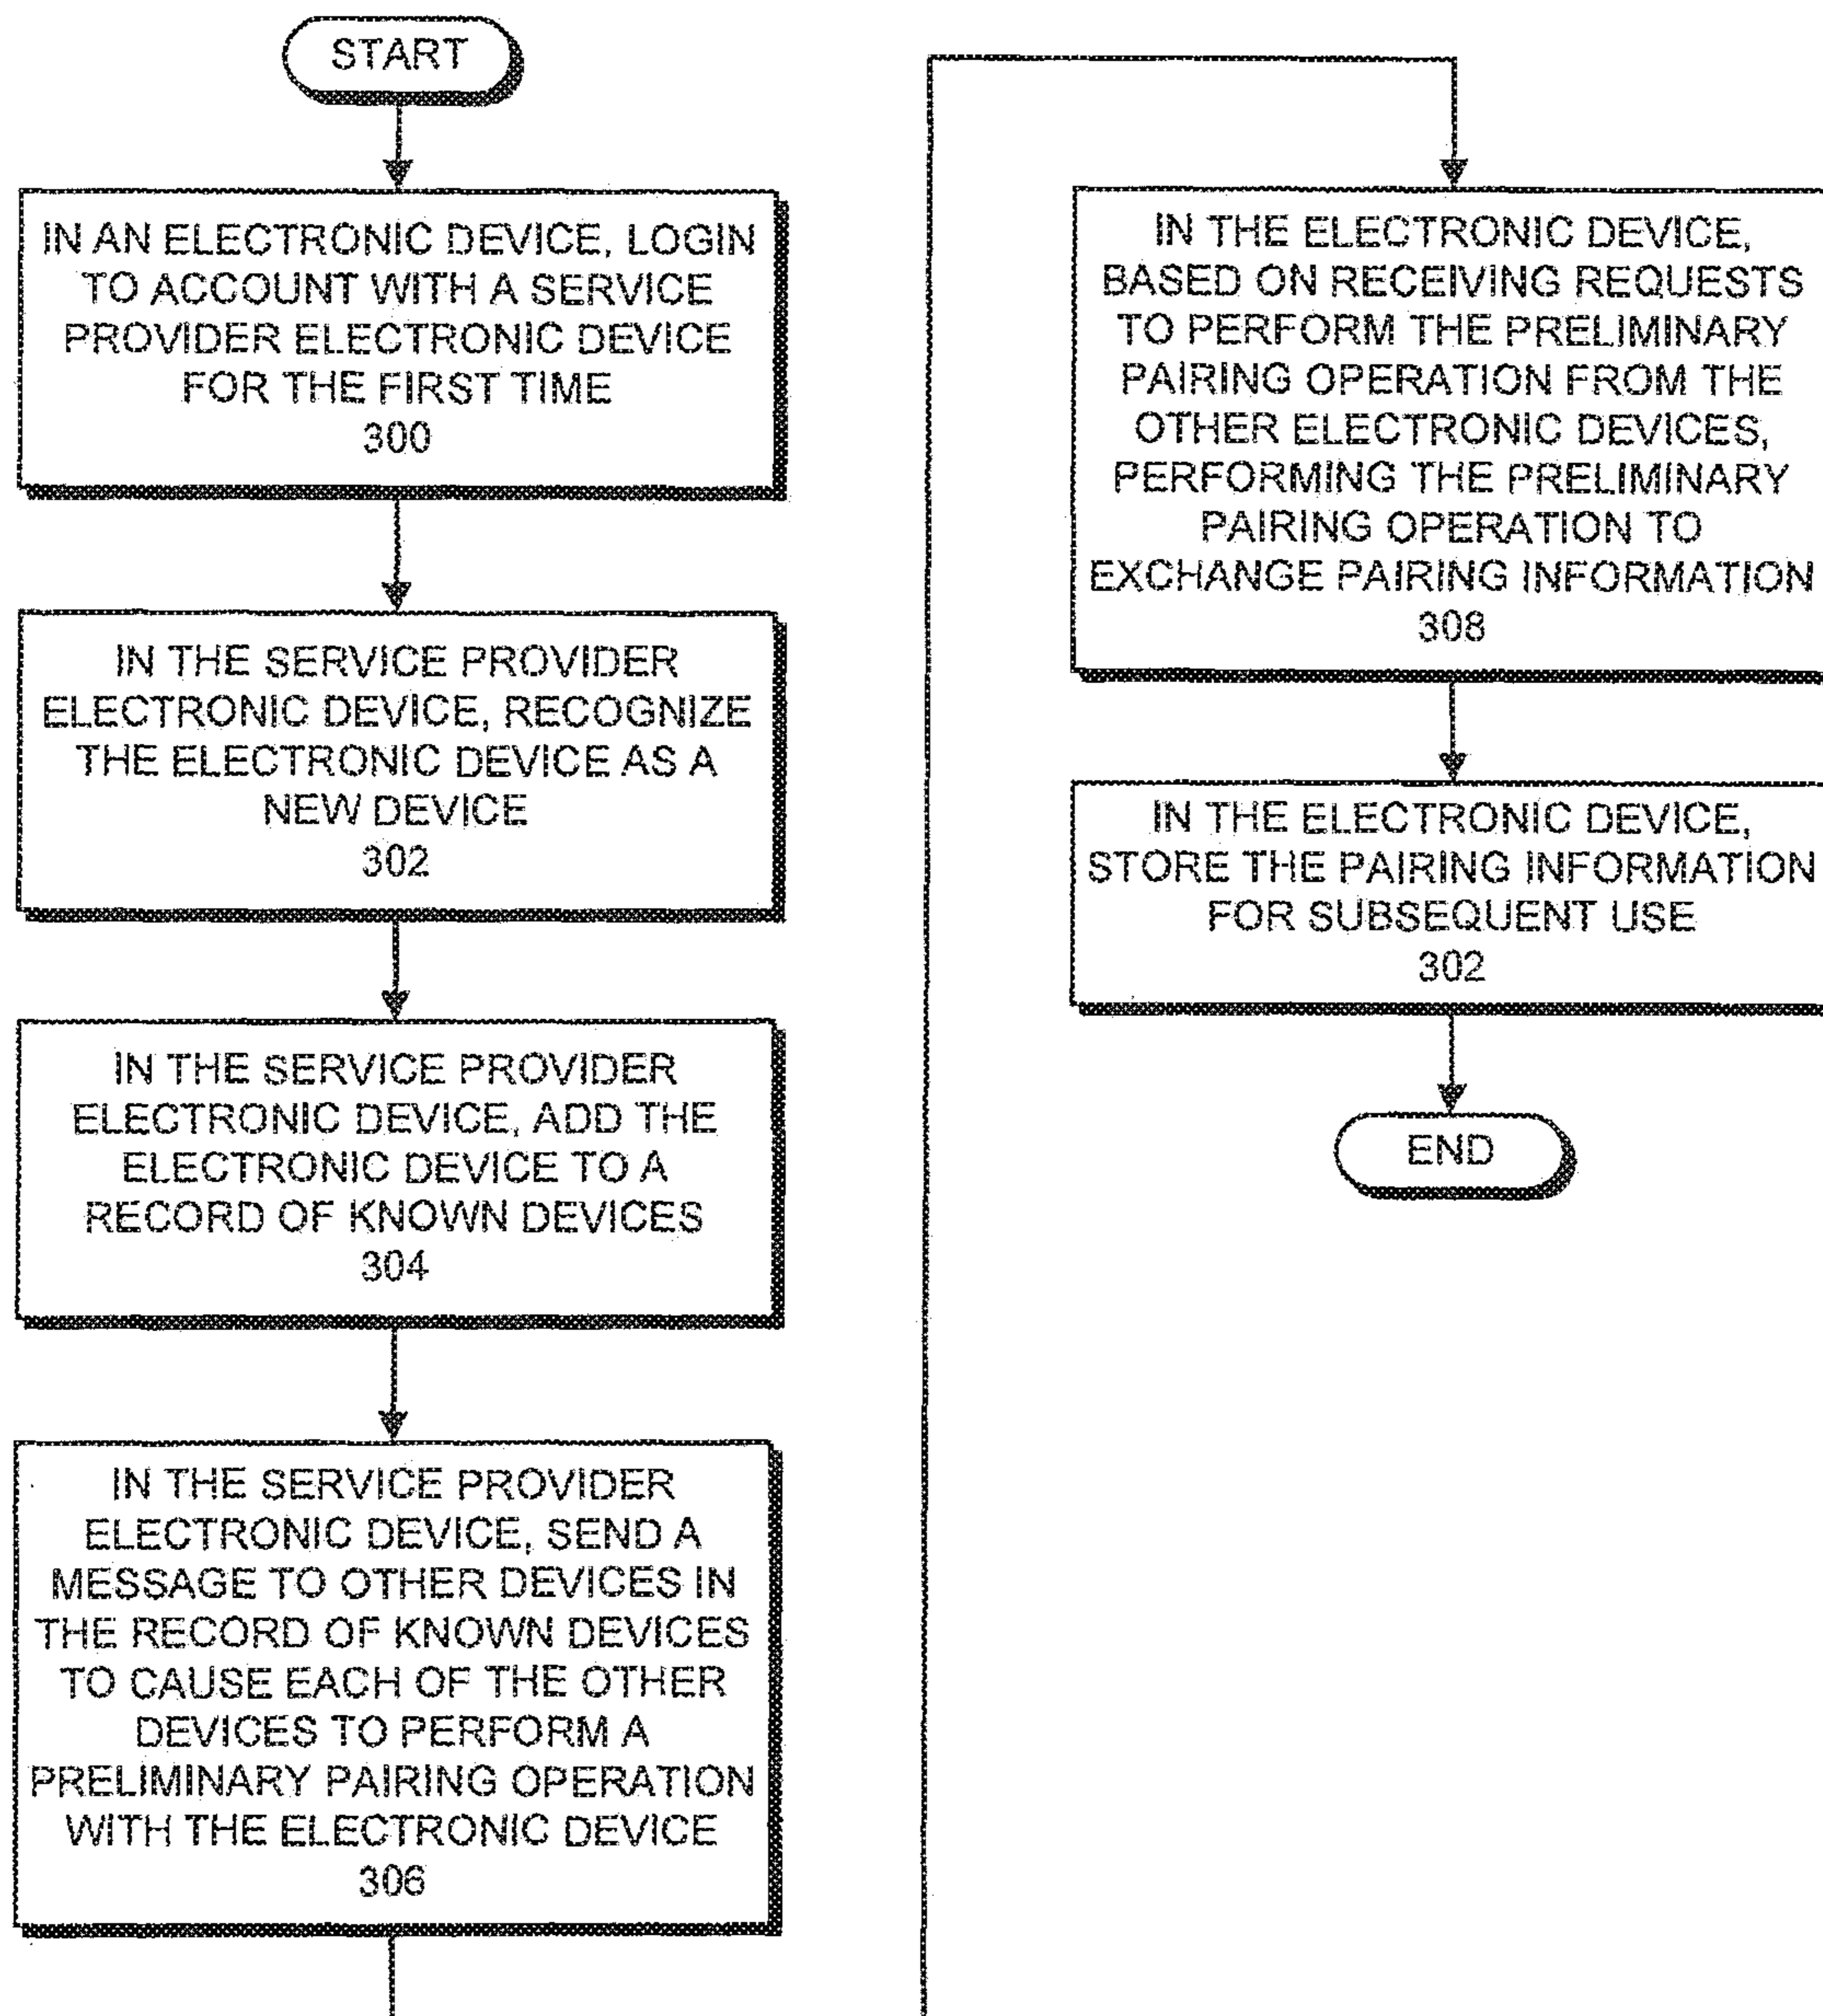 START
IN AN ELECTRONIC DEVICE, LOGIN
TO ACCOUNT WITH A SERVICE
PROVIDER ELECTRONIC DEVICE
FOR THE FIRST TIME
300
IN THE SERVICE PROVIDER
ELECTRONIC DEVICE, RECOGNIZE
THE ELECTRONIC DEVICE AS A
NEW DEVICE
302
IN THE SERVICE PROVIDER
ELECTRONIC DEVICE, ADD THE
ELECTRONIC DEVICE TO A
RECORD OF KNOWN DEVICES
304
IN THE SERVICE PROVIDER
ELECTRONIC DEVICE, SEND A
MESSAGE TO OTHER DEVICES IN
THE RECORD OF KNOWN DEVICES
TO CAUSE EACH OF THE OTHER
DEVICES TO PERFORM A
PRELIMINARY PAIRING OPERATION
WITH THE ELECTRONIC DEVICE
306
IN THE ELECTRONIC DEVICE,
BASED ON RECEIVING REQUESTS
TO PERFORM THE PRELIMINARY
PAIRING OPERATION FROM THE
OTHER ELECTRONIC DEVICES,
PERFORMING THE PRELIMINARY
PAIRING OPERATION TO
EXCHANGE PAIRING INFORMATION
308
IN THE ELECTRONIC DEVICE,
STORE THE PAIRING INFORMATION
FOR SUBSEQUENT USE
302
END